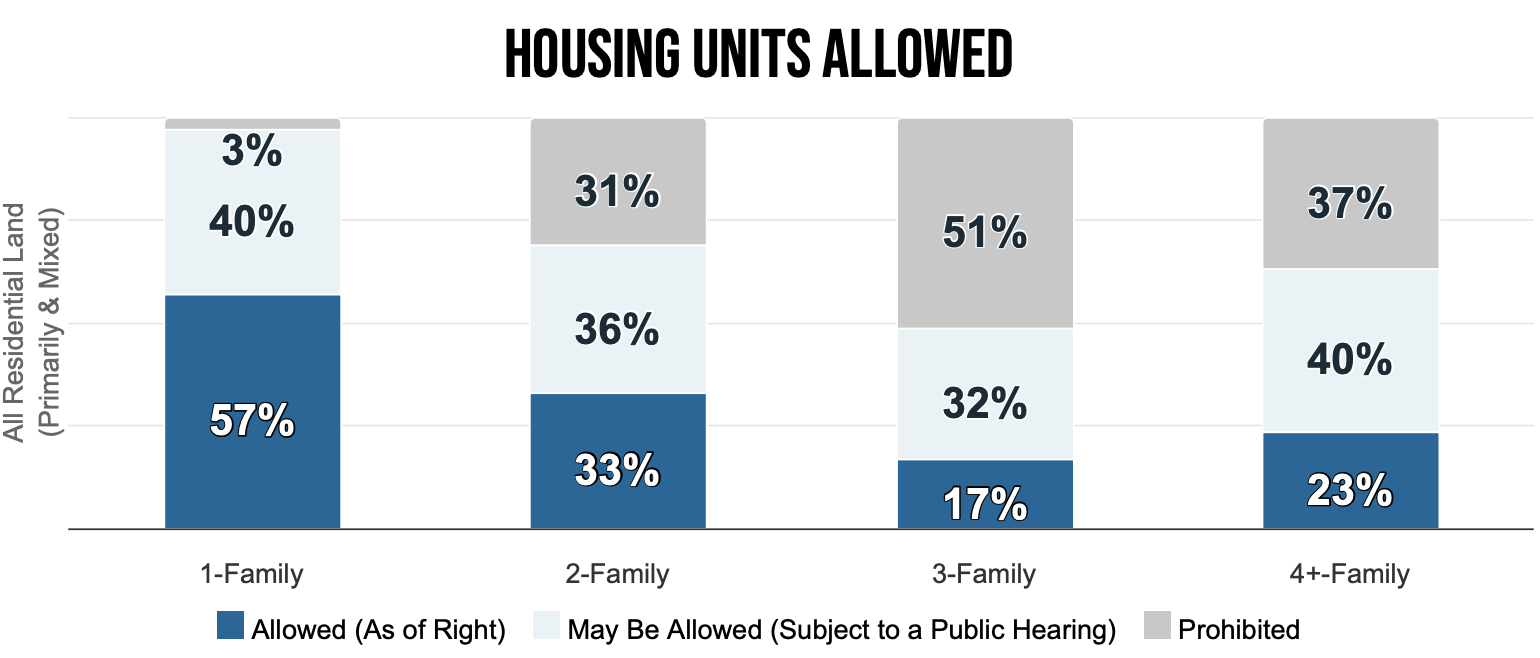 HOUSING UNITS ALLOWED
All Residential Land
(Primarily & Mixed)
3%
40%
57%
31%
36%
33%
51%
32%
17%
37%
40%
23%
1-Family
2-Family
3-Family
4+-Family
Allowed (As of Right)
May Be Allowed (Subject to a Public Hearing)
Prohibited